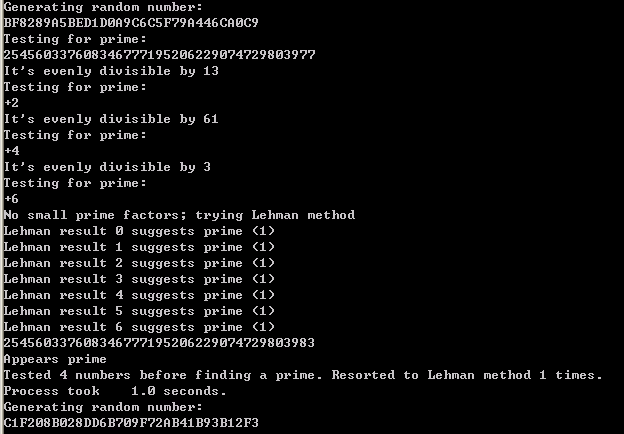 Generating random number:
BF8289A5BED1D0A9C6C5F79A446CA0C9
Testing for prime:
254560337608346777195206229074729803977
It's evenly divisible by 13
Testing for prime:
+2
It's evenly divisible by 61
Testing for prime:
+4
It's evenly divisible by 3
Testing for prime:
+6
No small prime factors; trying Lehman method
Lehman result 0 suggests prime (1)
Lehman result 1 suggests prime (1)
Lehman result 2 suggests prime (1)
Lehman result 3 suggests prime (1)
Lehman result 4 suggests prime (1)
Lehman result 5 suggests prime (1)
Lehman result 6 suggests prime (1)
254560337608346777195206229074729803983
Appears prime
Tested 4 numbers before finding a prime. Resorted to Lehman method 1 times.
Process took    1.0 seconds.
Generating random number:
C1F208B028DD6B709F72AB41B93B12F3